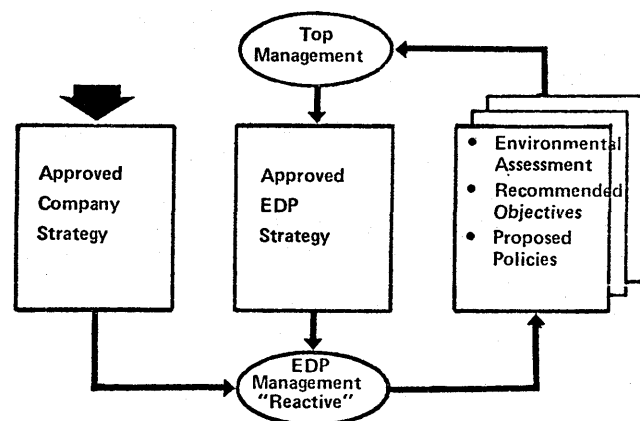 Top
Management
Approved
Company
Strategy
Approved
EDP
Strategy
• Environmental
Assessment
• Recommended
Objectives
• Proposed
Policies
EDP
Management
“Reactive”